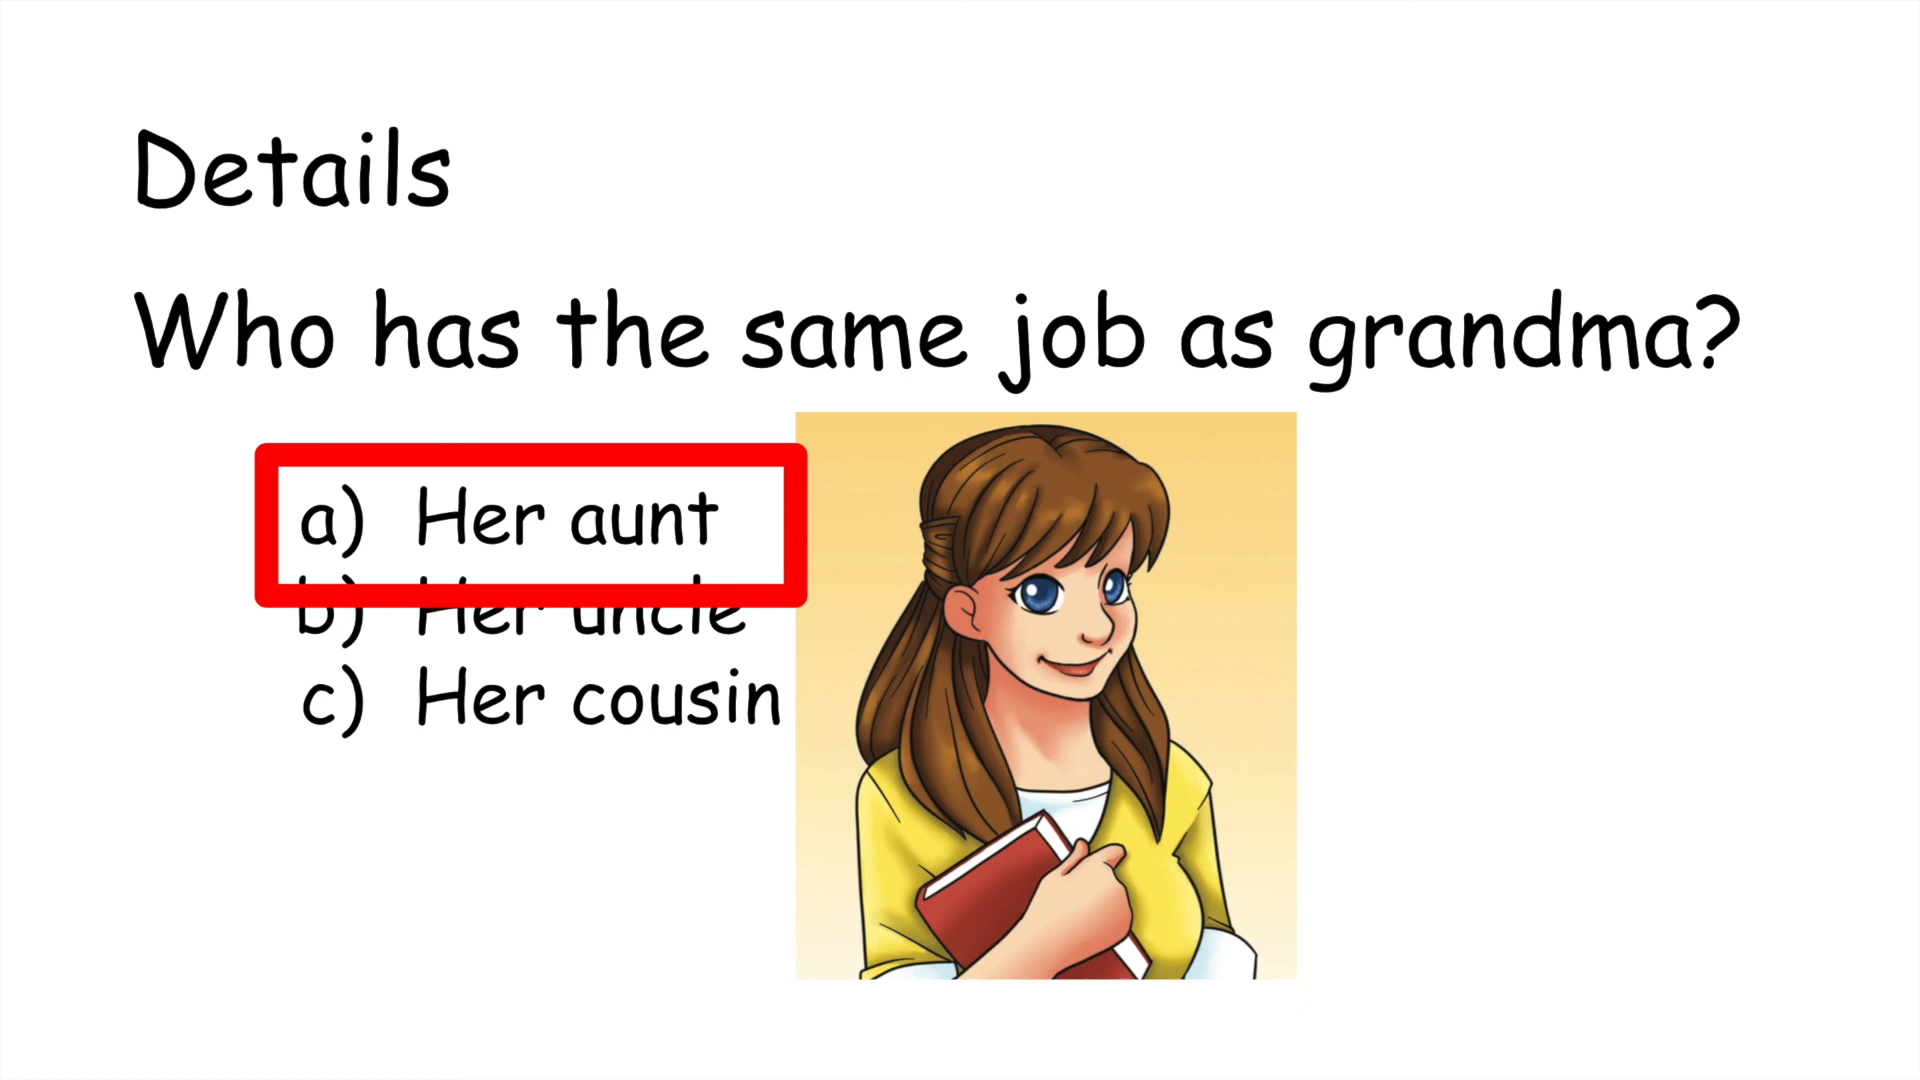 Details
Who has the same job as grandma?
a) Her aunt
b) Her uncle
c) Her cousin